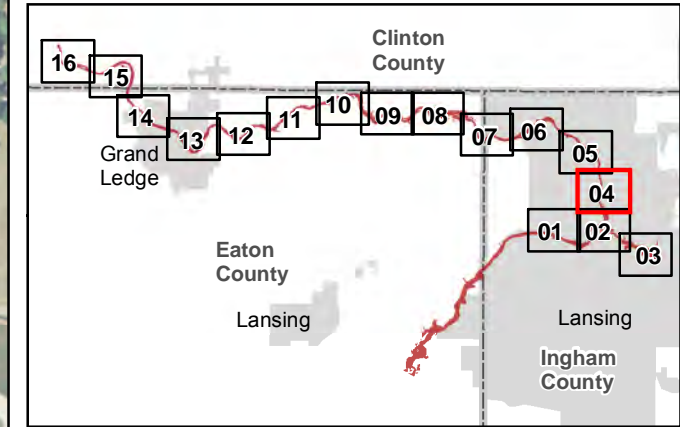 Clinton
County
16
15
14
13
12
11
10
09
08
07
06
05
04
01
02
03
Grand
Ledge
Eaton
County
Lansing
Lansing
Ingham
County